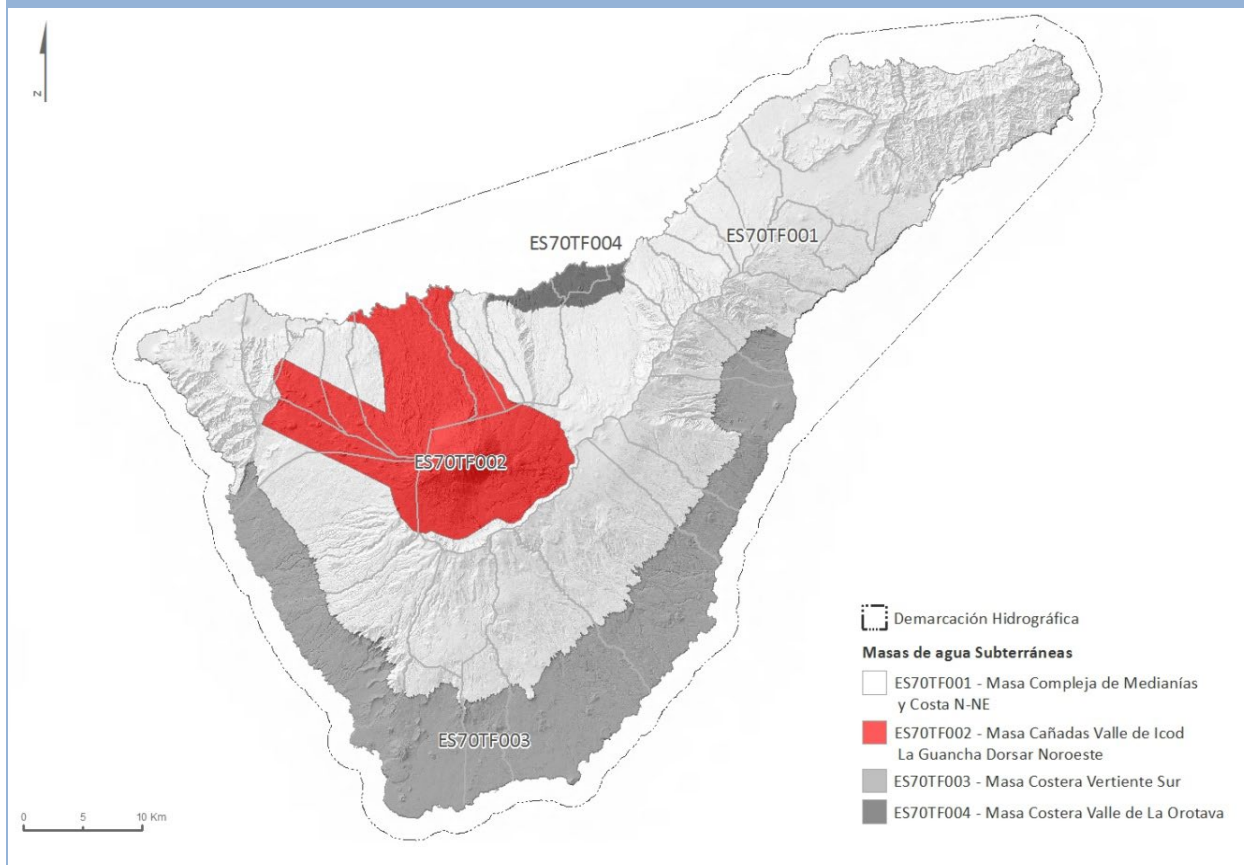 N
ES70TF004
ES70TF001
ES70TF002
ES70TF003
Demarcación Hidrográfica
Masas de agua Subterráneas
ES70TF001 - Masa Compleja de Medianías
y Costa N-NE
ES70TF002 - Masa Cañadas Valle de Icod
La Guancha Dorsar Noroeste
ES70TF003 - Masa Costera Vertiente Sur
ES70TF004 - Masa Costera Valle de La Orotava
0 5 10 Km